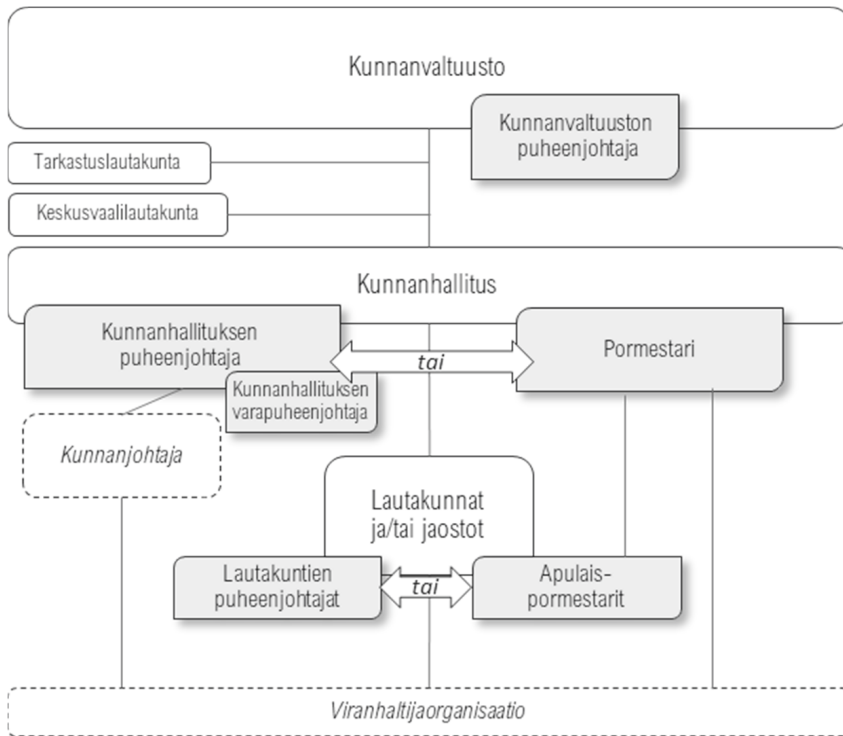 Kunnanvaltuusto
Kunnanvaltuuston
puheenjohtaja
Tarkastuslautakunta
Keskusvaalilautakunta
Kunnanhallitus
Kunnanhallituksen
puheenjohtaja
tai
Pormestari
Kunnanhallituksen
varapuheenjohtaja
Kunnanjohtaja
Lautakunnat
ja/tai jaostot
Lautakuntien
puheenjohtajat
tai
Apulais-
pormestarit
Viranhaltijaorganisaatio